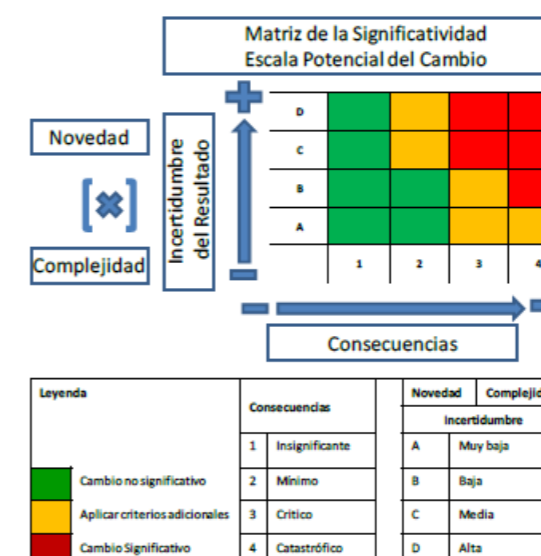 Matriz de la Significatividad
Escala Potencial del Cambio
Novedad
Complejidad
Incertidumbre
del Resultado
D
C
B
A
1 2 3 4
Consecuencias
Leyenda
Consecuencias
Novedad Complejid
Incertidumbre
1 Insignificante A Muy baja
Cambio no significativo 2 Mínimo B Baja
Aplicar criterios adicionales 3 Critico C Media
Cambio Significativo 4 Catastrófico D Alta